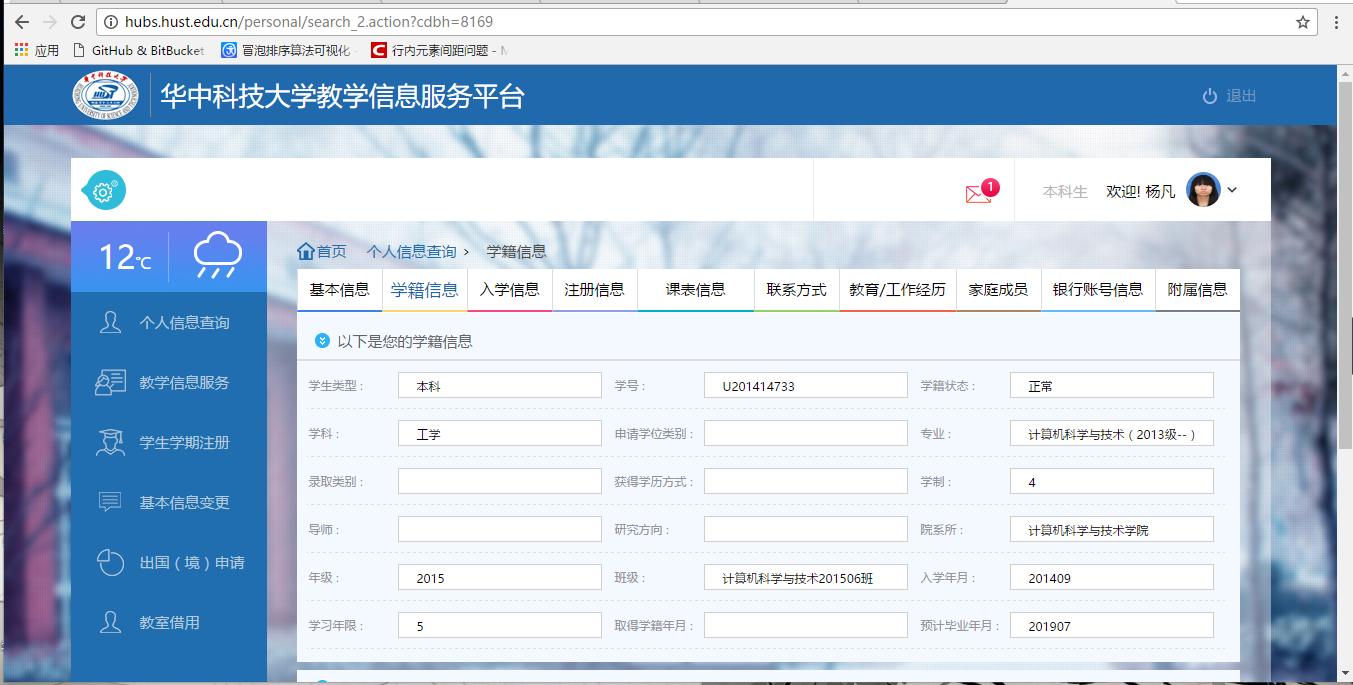 hubs.hust.edu.cn/personal/search_2.action?cdbh=8169
应用 GitHub & BitBucket 冒泡排序算法可视化 行内元素间距问题 -
华中科技大学教学信息服务平台 退出
1 本科生 欢迎! 杨凡
12℃
首页 个人信息查询 > 学籍信息
基本信息 学籍信息 入学信息 注册信息 课表信息 联系方式 教育/工作经历 家庭成员 银行账号信息 附属信息
个人信息查询
教学信息服务
学生学期注册
基本信息变更
出国（境）申请
教室借用
以下是您的学籍信息
学生类型： 本科 学号： U201414733 学籍状态： 正常
学科： 工学 申请学位类别： 专业： 计算机科学与技术（2013级--）
录取类别： 获得学历方式： 学制： 4
导师： 研究方向： 院系所： 计算机科学与技术学院
年级： 2015 班级： 计算机科学与技术201506班 入学年月： 201409
学习年限： 5 取得学籍年月： 预计毕业年月： 201907